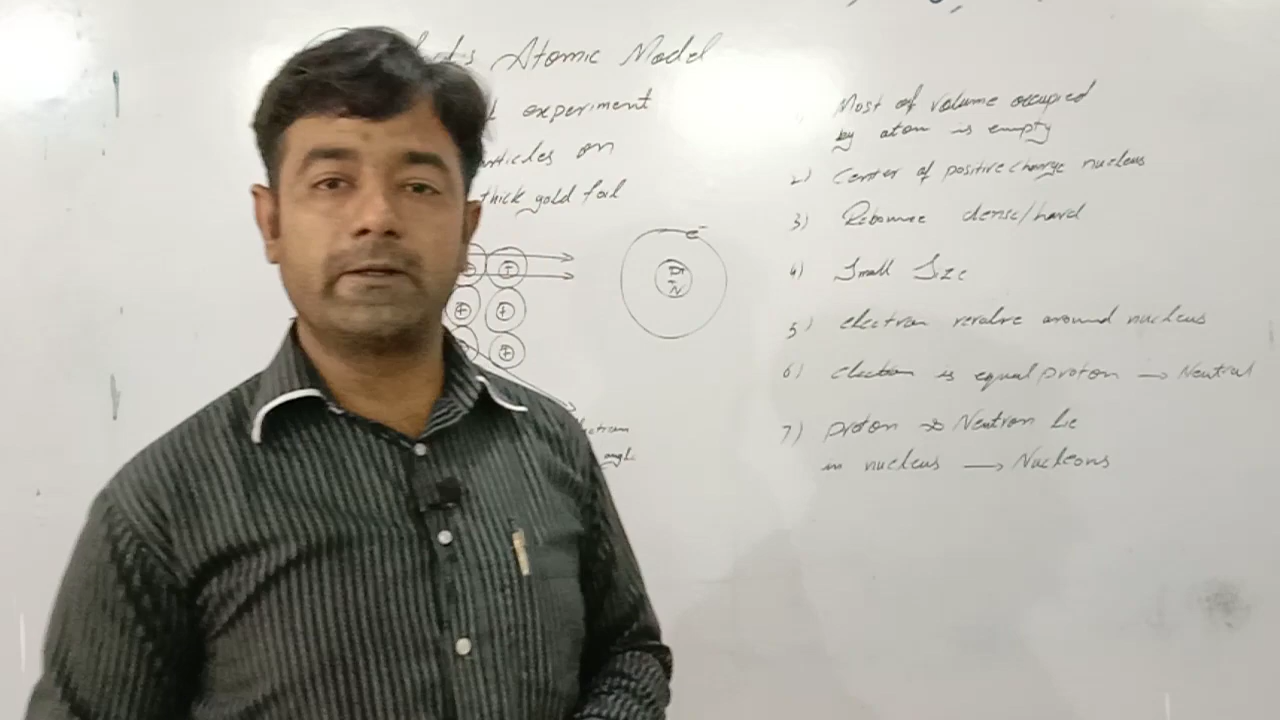 Atomic Model
experiment
articles on
thick gold foil
e-
N
+ +
+ +
+
angle
Most of volume occupied
by atom is empty
2) Center of positive charge nucleus
3) Rebounce dense/hard
4) Small Size
5) electron revolve around nucleus
6) electron is equal proton → Neutral
7) proton & Neutron Lie
in nucleus → Nucleons